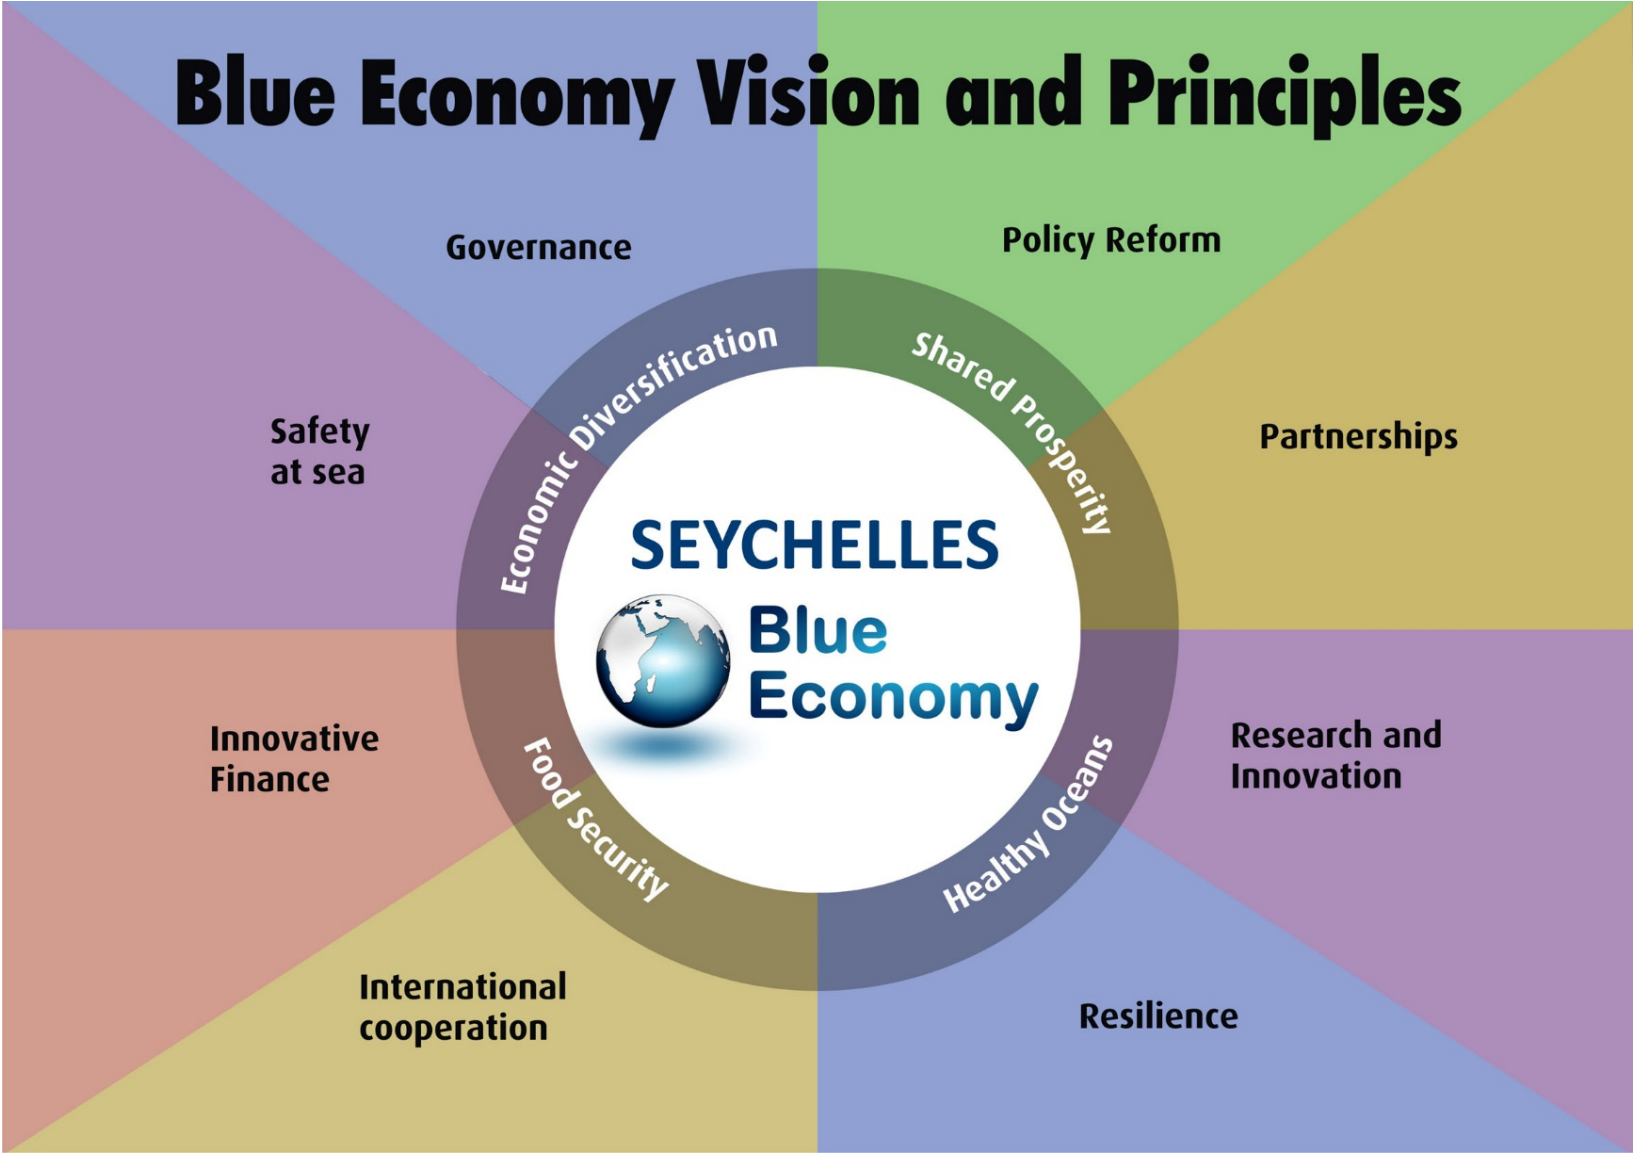 Blue Economy Vision and Principles
Governance
Policy Reform
Economic Diversification
Shared Prosperity
Safety
at sea
Partnerships
SEYCHELLES
Blue
Economy
Innovative
Finance
Research and
Innovation
Food Security
Healthy Oceans
International
cooperation
Resilience